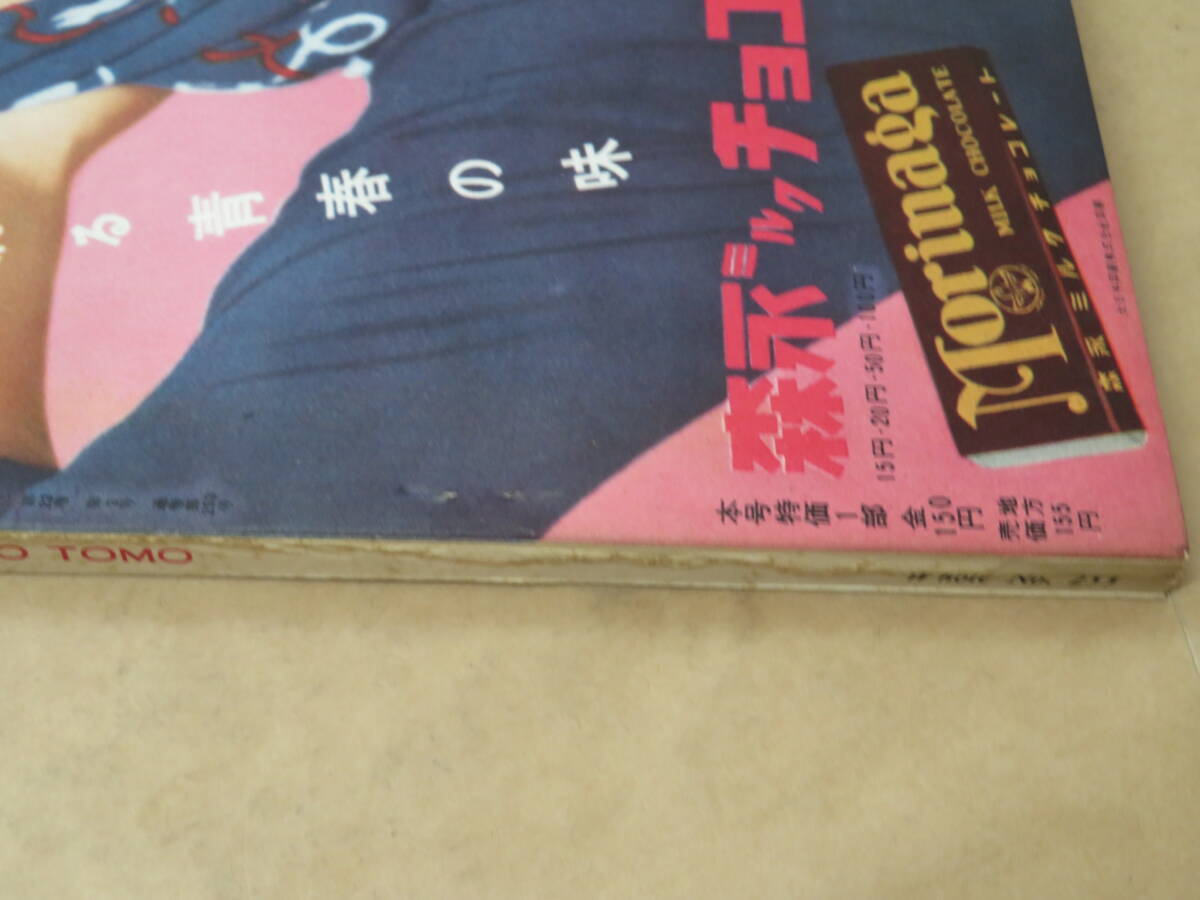 る青春の味
森永ミルクチョコ
15円・20円・50円・100円
Morinaga
MILK CHOCOLATE
森永ミルクチョコレート
本号特価1部 金150円
地方売価155円
O TOMO